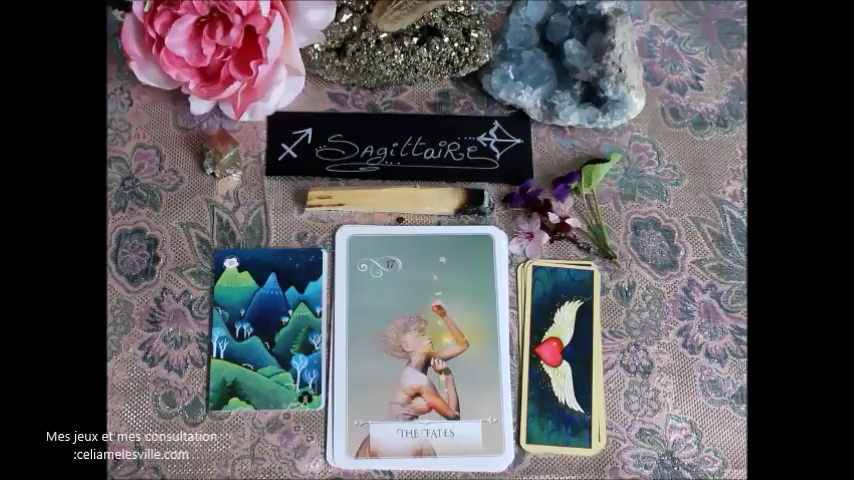 Sagittaire
17
THE FATES
Mes jeux et mes consultation
:celiamelesville.com